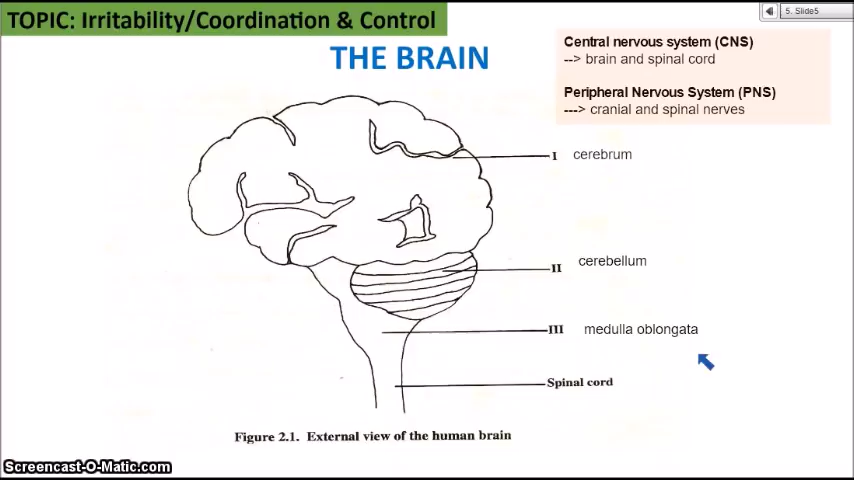 TOPIC: Irritability/Coordination & Control
5. Slide5
THE BRAIN
Central nervous system (CNS)
--> brain and spinal cord
Peripheral Nervous System (PNS)
---> cranial and spinal nerves
I cerebrum
II cerebellum
III medulla oblongata
Spinal cord
Figure 2.1. External view of the human brain
Screencast-O-Matic.com